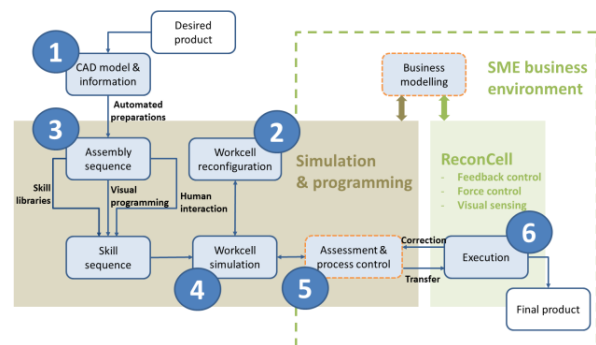 Desired
product
1
CAD model &
information
Business
modelling
SME business
environment
Automated
preparations
3
Assembly
sequence
2
Workcell
reconfiguration
Simulation
& programming
ReconCell
- Feedback control
- Force control
- Visual sensing
Skill
libraries
Visual
programming
Human
interaction
Skill
sequence
Workcell
simulation
4
Assessment &
process control
5
Correction
Transfer
Execution
6
Final product